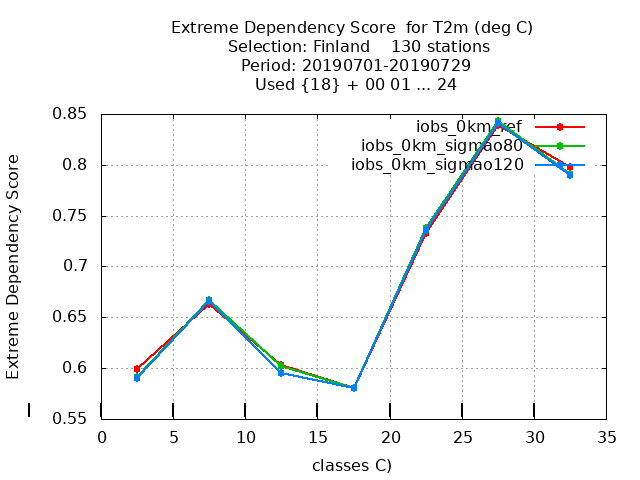 Extreme Dependency Score for T2m (deg C)
Selection: Finland 130 stations
Period: 20190701-20190729
Used {18} + 00 01 ... 24
iobs_0km_ref
iobs_0km_sigmao80
iobs_0km_sigmao120
Extreme Dependency Score
0.85
0.8
0.75
0.7
0.65
0.6
0.55
0 5 10 15 20 25 30 35
classes C)